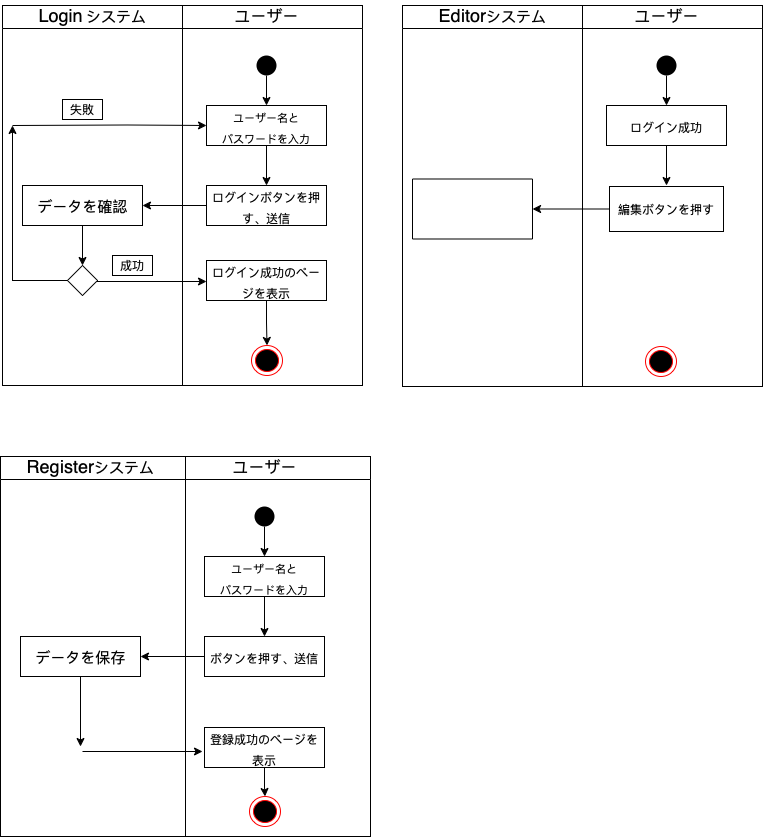 Login システム
ユーザー
失敗
ユーザー名と
パスワードを入力
データを確認
ログインボタンを押
す、送信
成功
ログイン成功のペー
ジを表示
Editorシステム
ユーザー
ログイン成功
編集ボタンを押す
Registerシステム
ユーザー
ユーザー名と
パスワードを入力
データを保存
ボタンを押す、送信
登録成功のページを
表示